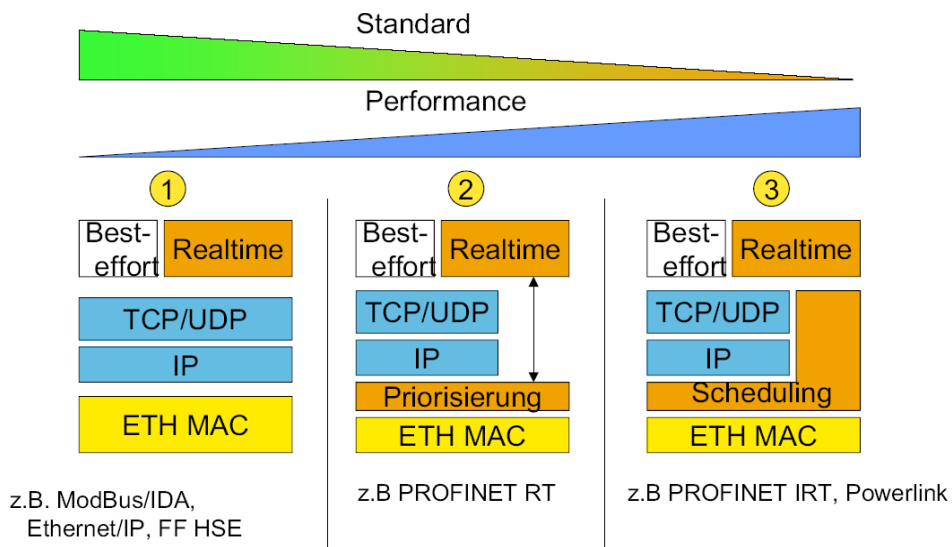 Standard
Performance
1
Best-
effort
Realtime
TCP/UDP
IP
ETH MAC
z.B. ModBus/IDA,
Ethernet/IP, FF HSE
2
Best-
effort
Realtime
TCP/UDP
IP
Priorisierung
ETH MAC
z.B PROFINET RT
3
Best-
effort
Realtime
TCP/UDP
IP
Scheduling
ETH MAC
z.B PROFINET IRT, Powerlink